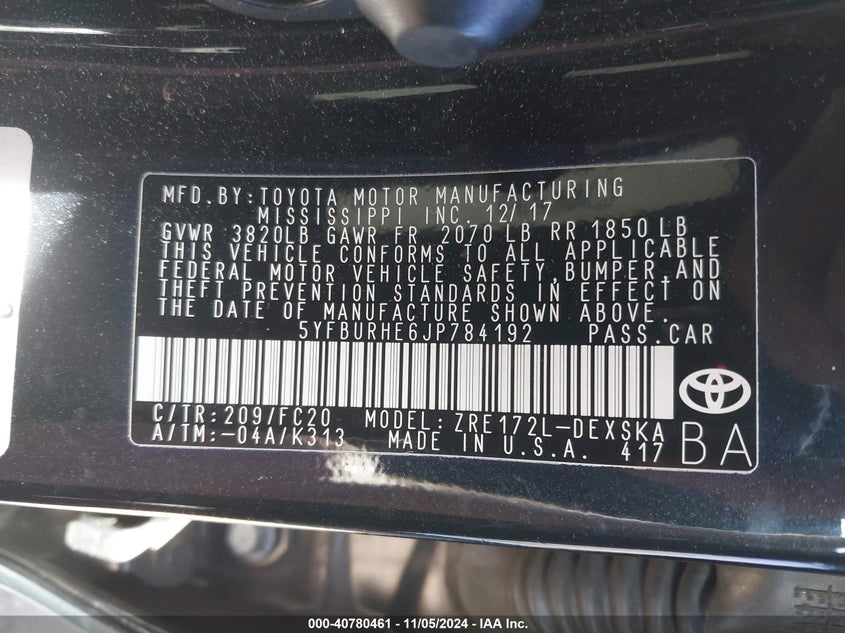 MFD. BY: TOYOTA MOTOR MANUFACTURING
MISSISSIPPI INC. 12/17
GVWR 3820LB GAWR FR 2070 LB RR 1850 LB
THIS VEHICLE CONFORMS TO ALL APPLICABLE
FEDERAL MOTOR VEHICLE SAFETY, BUMPER, AND
THEFT PREVENTION STANDARDS IN EFFECT ON
THE DATE OF MANUFACTURE SHOWN ABOVE.
5YFBURHE6JP784192 PASS. CAR
C/TR: 209/FC20 MODEL: ZRE172L-DEXSKA
A/TM: -04A/K313 MADE IN U.S.A. 417 BA
000-40780461 - 11/05/2024 - IAA Inc.